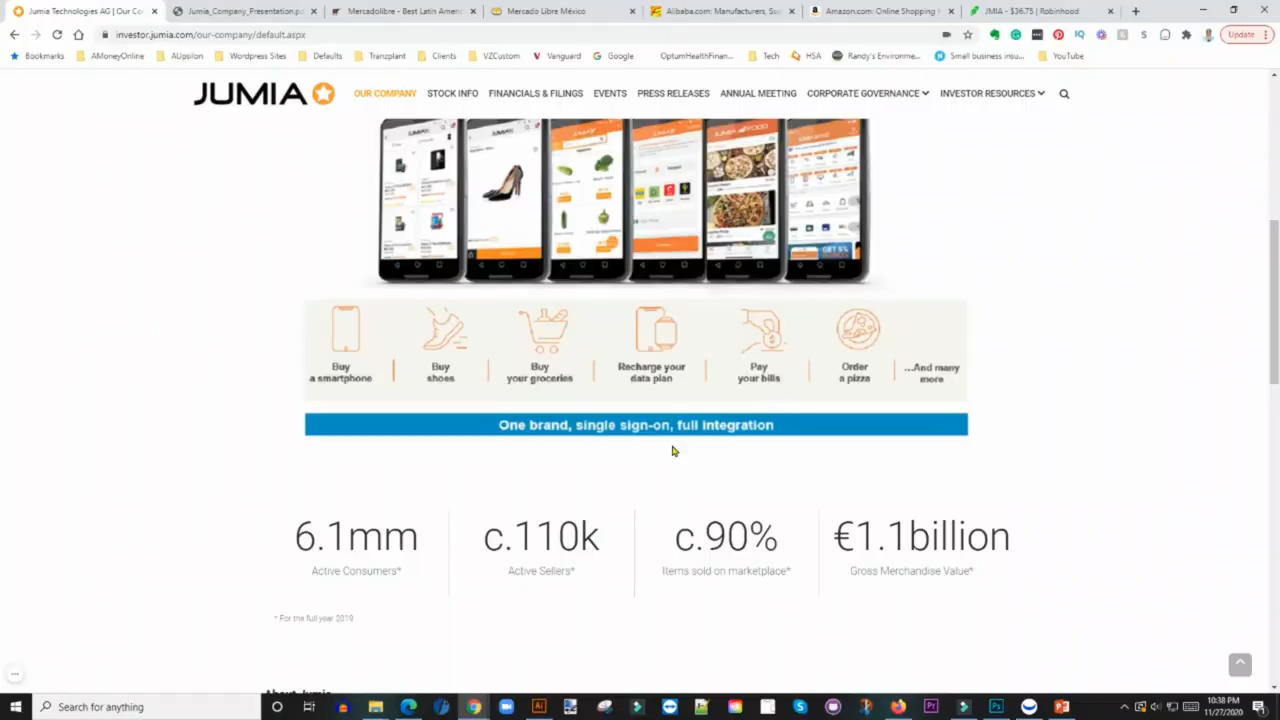 Jumia Technologies AG | Our Co
Jumia_Company_Presentation.pd
Mercadolibre - Best Latin Ameri
Mercado Libre México
Alibaba.com: Manufacturers, Su
Amazon.com: Online Shopping
JMIA - $36.75 | Robinhood
investor.jumia.com/our-company/default.aspx
Update
Bookmarks
AMoneyOnline
AUpsilon
Wordpress Sites
Defaults
Tranzplant
Clients
VZCustom
Vanguard
Google
OptumHealthFinan...
Tech
HSA
Randy's Environme...
Small business insu...
YouTube
JUMIA
OUR COMPANY
STOCK INFO
FINANCIALS & FILINGS
EVENTS
PRESS RELEASES
ANNUAL MEETING
CORPORATE GOVERNANCE
INVESTOR RESOURCES
Buy
a smartphone
Buy
shoes
Buy
your groceries
Recharge your
data plan
Pay
your bills
Order
a pizza
...And many
more
One brand, single sign-on, full integration
6.1mm
Active Consumers*
c.110k
Active Sellers*
c.90%
Items sold on marketplace*
€1.1billion
Gross Merchandise Value*
* For the full year 2019
About Jumia
Search for anything
10:38 PM
11/27/2020